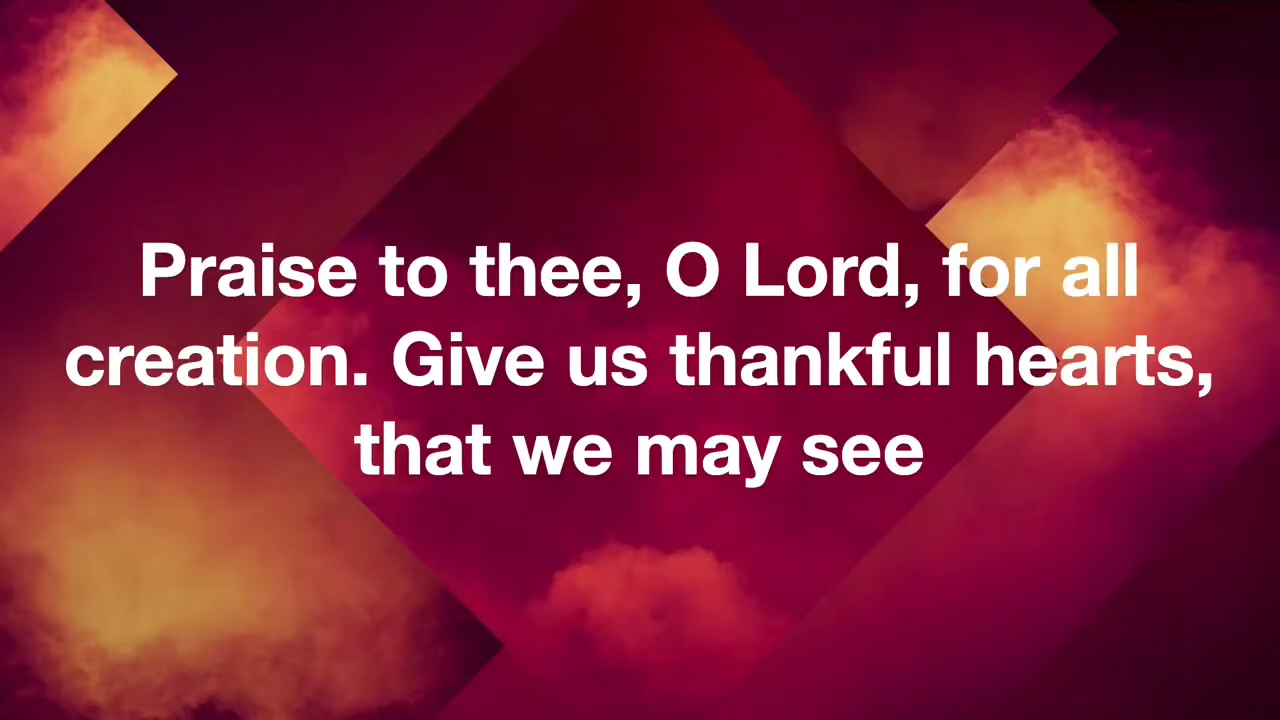 Praise to thee, O Lord, for all
creation. Give us thankful hearts,
that we may see